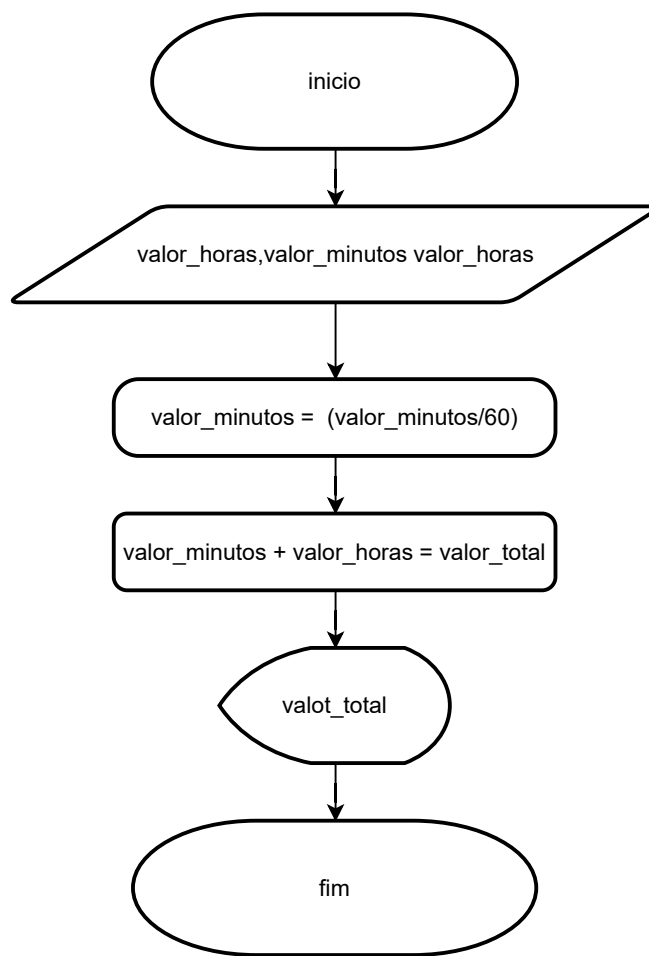 inicio
valor_horas,valor_minutos valor_horas
valor_minutos =  (valor_minutos/60)
valor_minutos + valor_horas = valor_total
valot_total
fim